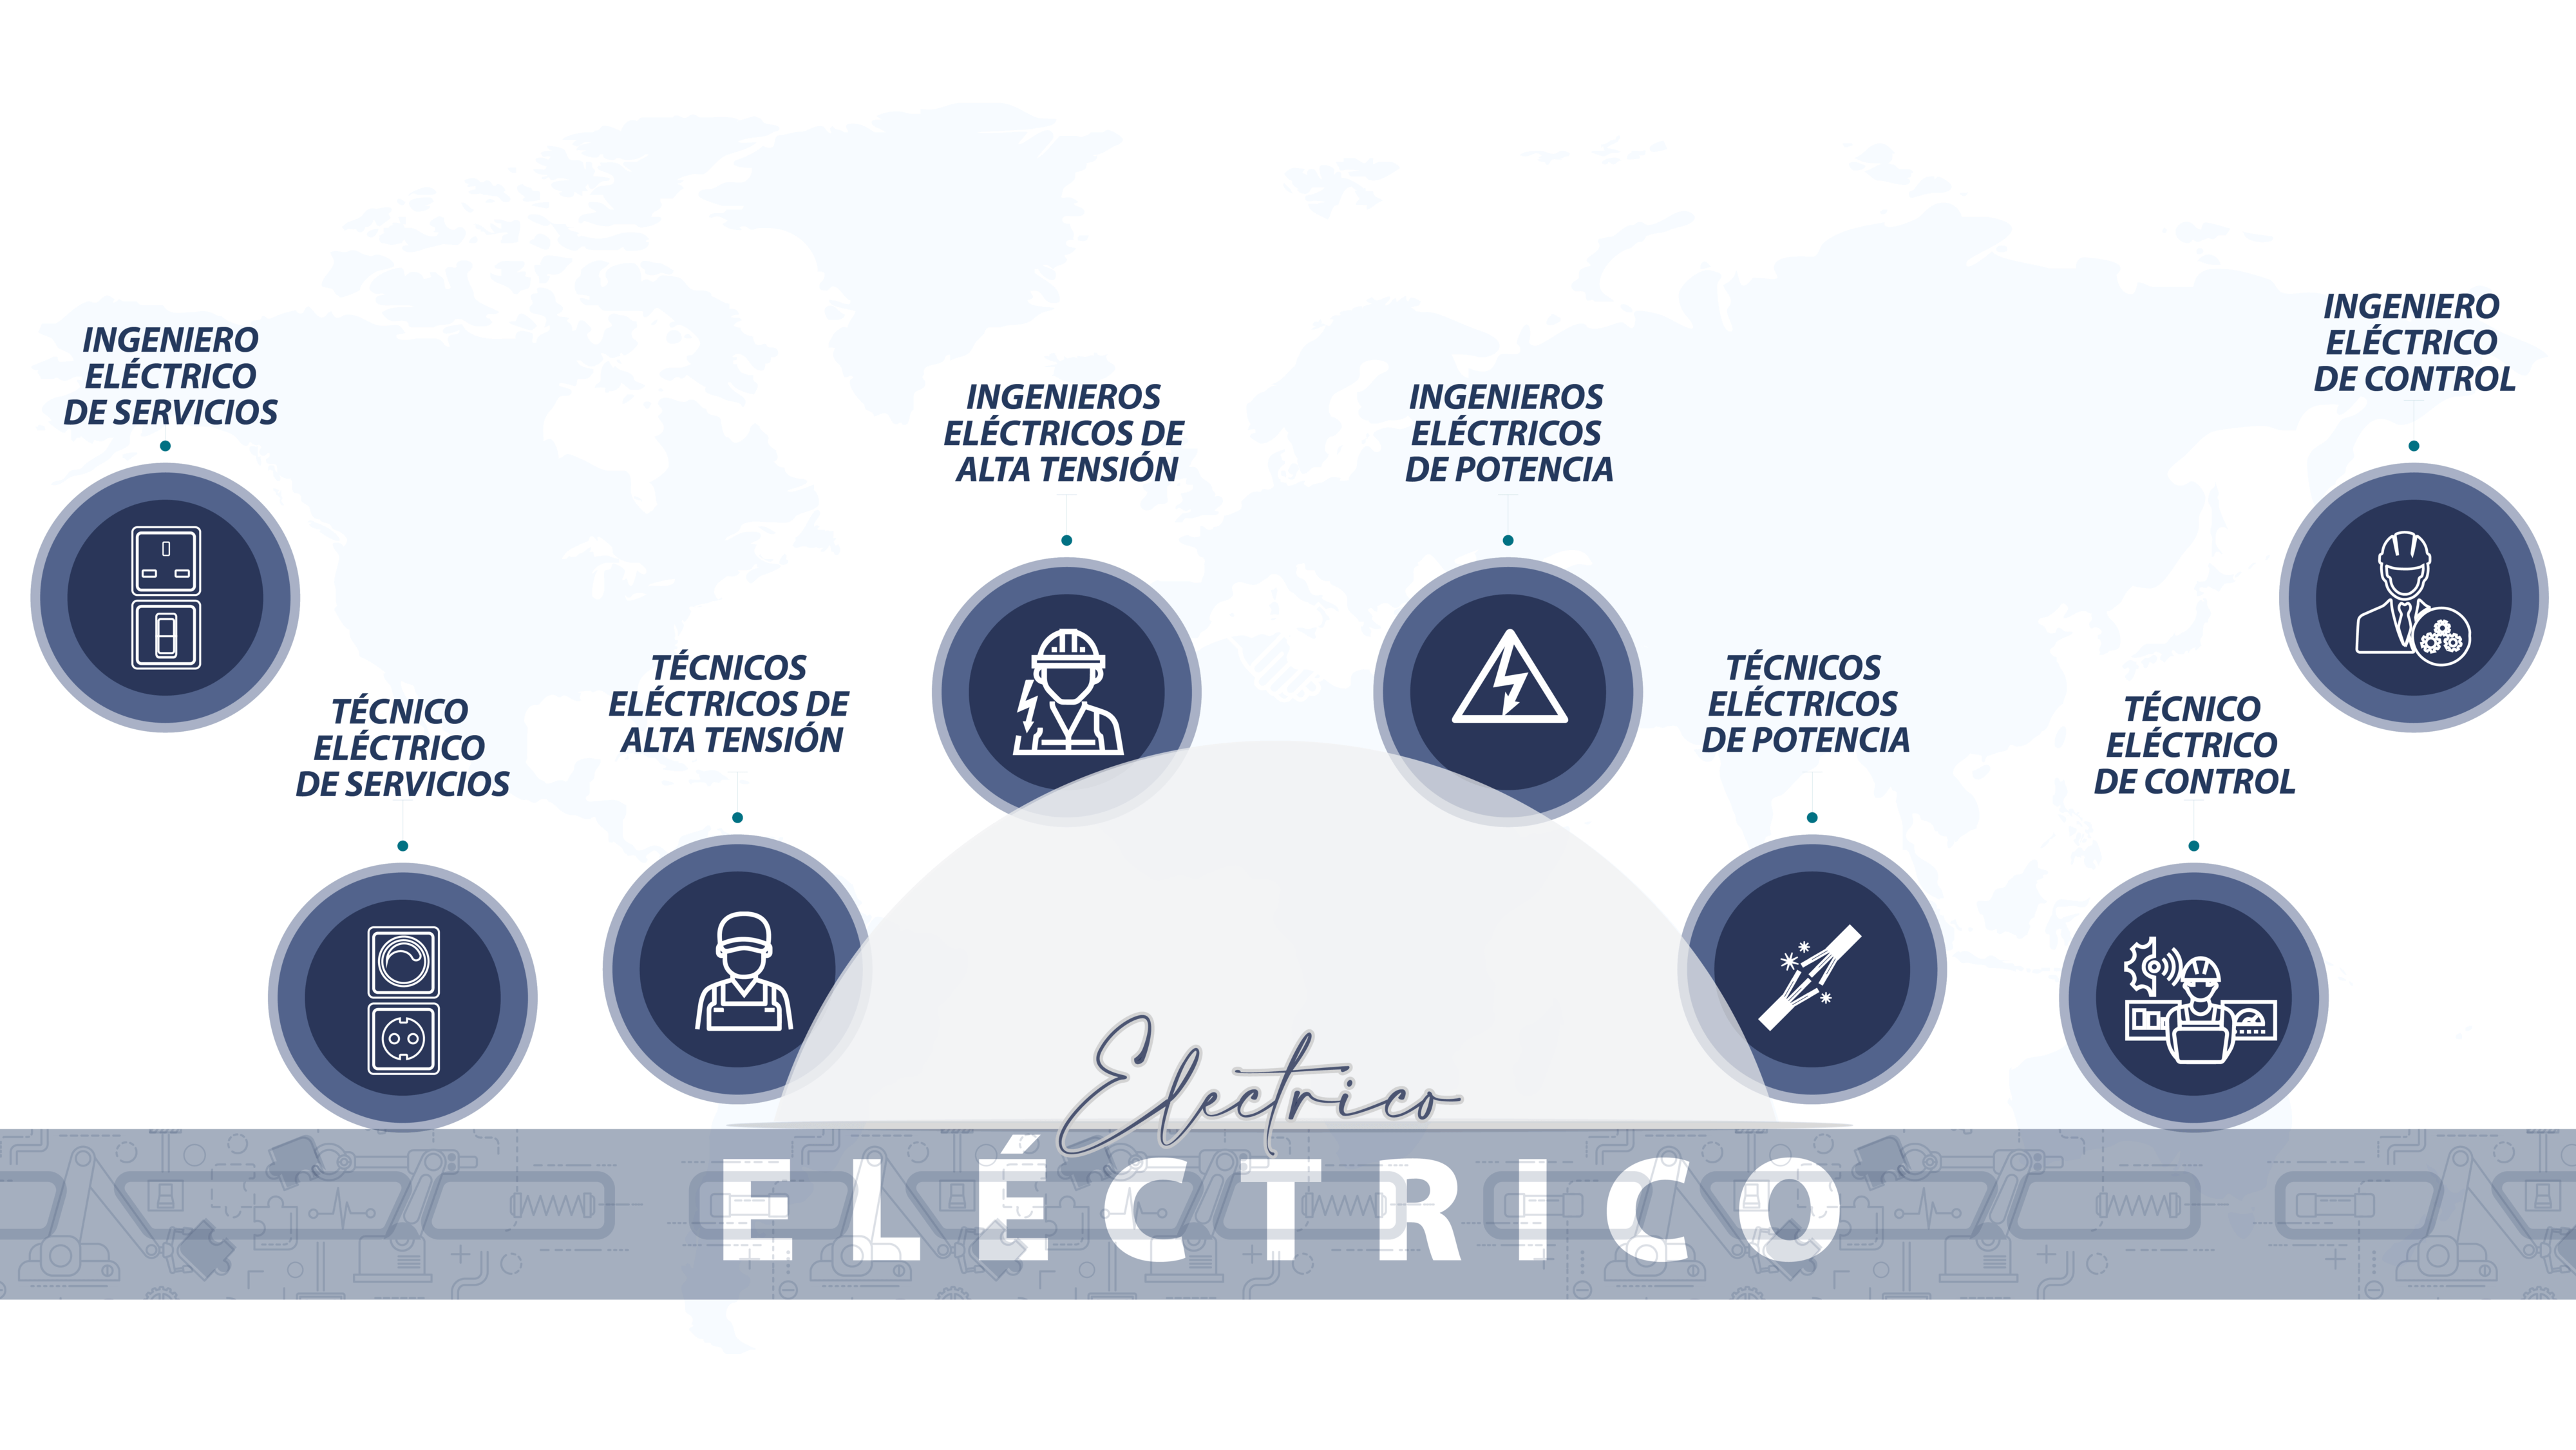 INGENIERO
ELÉCTRICO
DE SERVICIOS
TÉCNICO
ELÉCTRICO
DE SERVICIOS
TÉCNICOS
ELÉCTRICOS DE
ALTA TENSIÓN
INGENIEROS
ELÉCTRICOS DE
ALTA TENSIÓN
INGENIEROS
ELÉCTRICOS
DE POTENCIA
TÉCNICOS
ELÉCTRICOS
DE POTENCIA
TÉCNICO
ELÉCTRICO
DE CONTROL
INGENIERO
ELÉCTRICO
DE CONTROL
Electrico
ELÉCTRICO